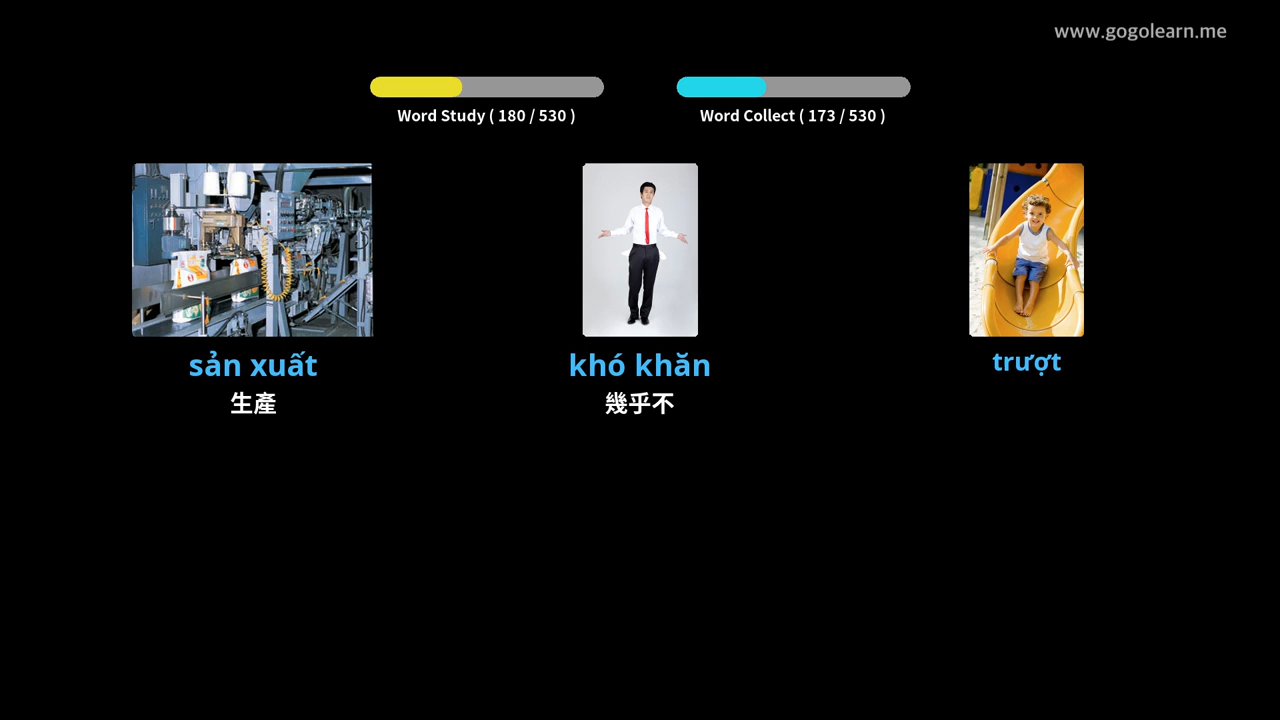 www.gogolearn.me
Word Study ( 180 / 530 )
Word Collect ( 173 / 530 )
sản xuất
生產
khó khăn
幾乎不
trượt